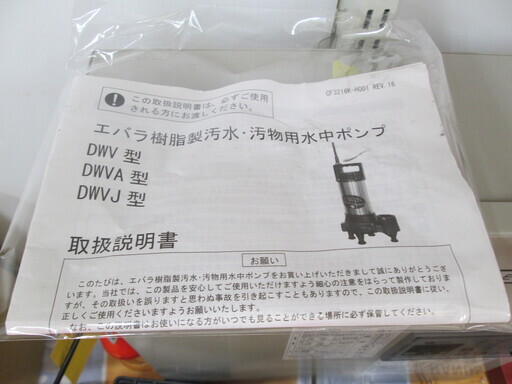 この取扱説明書は、必ずご使用
される方にお渡しください。
CF3216K-H001 REV.16
エバラ樹脂製汚水・汚物用水中ポンプ
DWV 型
DWVA 型
DWVJ 型
取扱説明書
お願い
このたびは、エバラ樹脂製汚水・汚物用水中ポンプをお買い上げいただきまして誠にありがとうござ
います。当社では、この製品を安心してご使用いただけますよう細心の注意をはらって製作しており
ますが、その取扱いを誤りますと思わぬ事故を引き起こすこともありますので、この説明書に従い、
正しくご使用くださいますようお願いいたします。
なお、この説明書はお使いになる方がいつでも見ることができる場所に必ず保管してください。